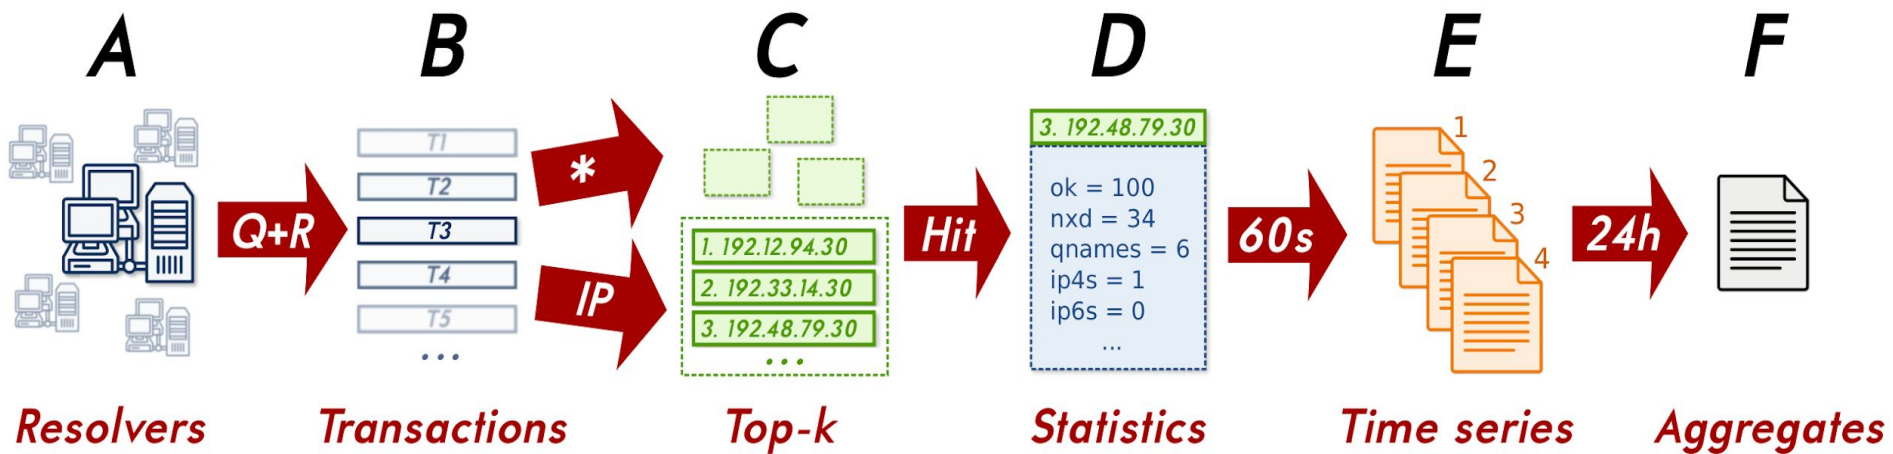 A
B
C
D
E
F
Q+R
T1
T2
T3
T4
T5
...
*
IP
1. 192.12.94.30
2. 192.33.14.30
3. 192.48.79.30
...
Hit
3. 192.48.79.30
ok = 100
nxd = 34
qnames = 6
ip4s = 1
ip6s = 0
...
60s
1
2
3
4
24h
Resolvers
Transactions
Top-k
Statistics
Time series
Aggregates